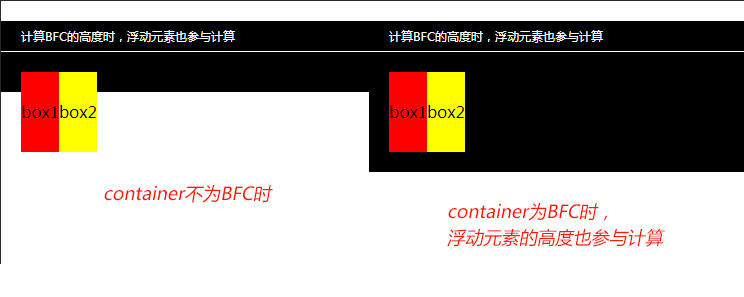 计算BFC的高度时，浮动元素也参与计算
box1box2
container不为BFC时
计算BFC的高度时，浮动元素也参与计算
box1box2
container为BFC时，
浮动元素的高度也参与计算